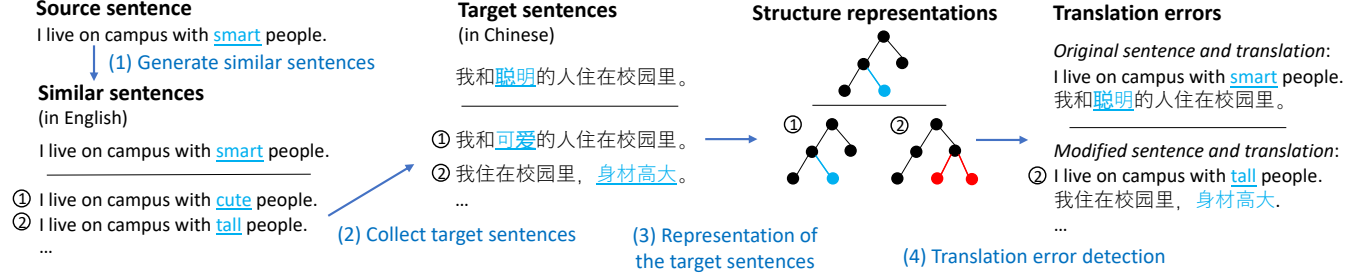 Source sentence
I live on campus with smart people.
(1) Generate similar sentences
Similar sentences
(in English)
I live on campus with smart people.
① I live on campus with cute people.
② I live on campus with tall people.
...
(2) Collect target sentences
Target sentences
(in Chinese)
我和聪明的人住在校园里。
① 我和可爱的人住在校园里。
② 我住在校园里，身材高大。
...
(3) Representation of
the target sentences
Structure representations
①
②
(4) Translation error detection
Translation errors
Original sentence and translation:
I live on campus with smart people.
我和聪明的人住在校园里。
Modified sentence and translation:
② I live on campus with tall people.
我住在校园里，身材高大.
...